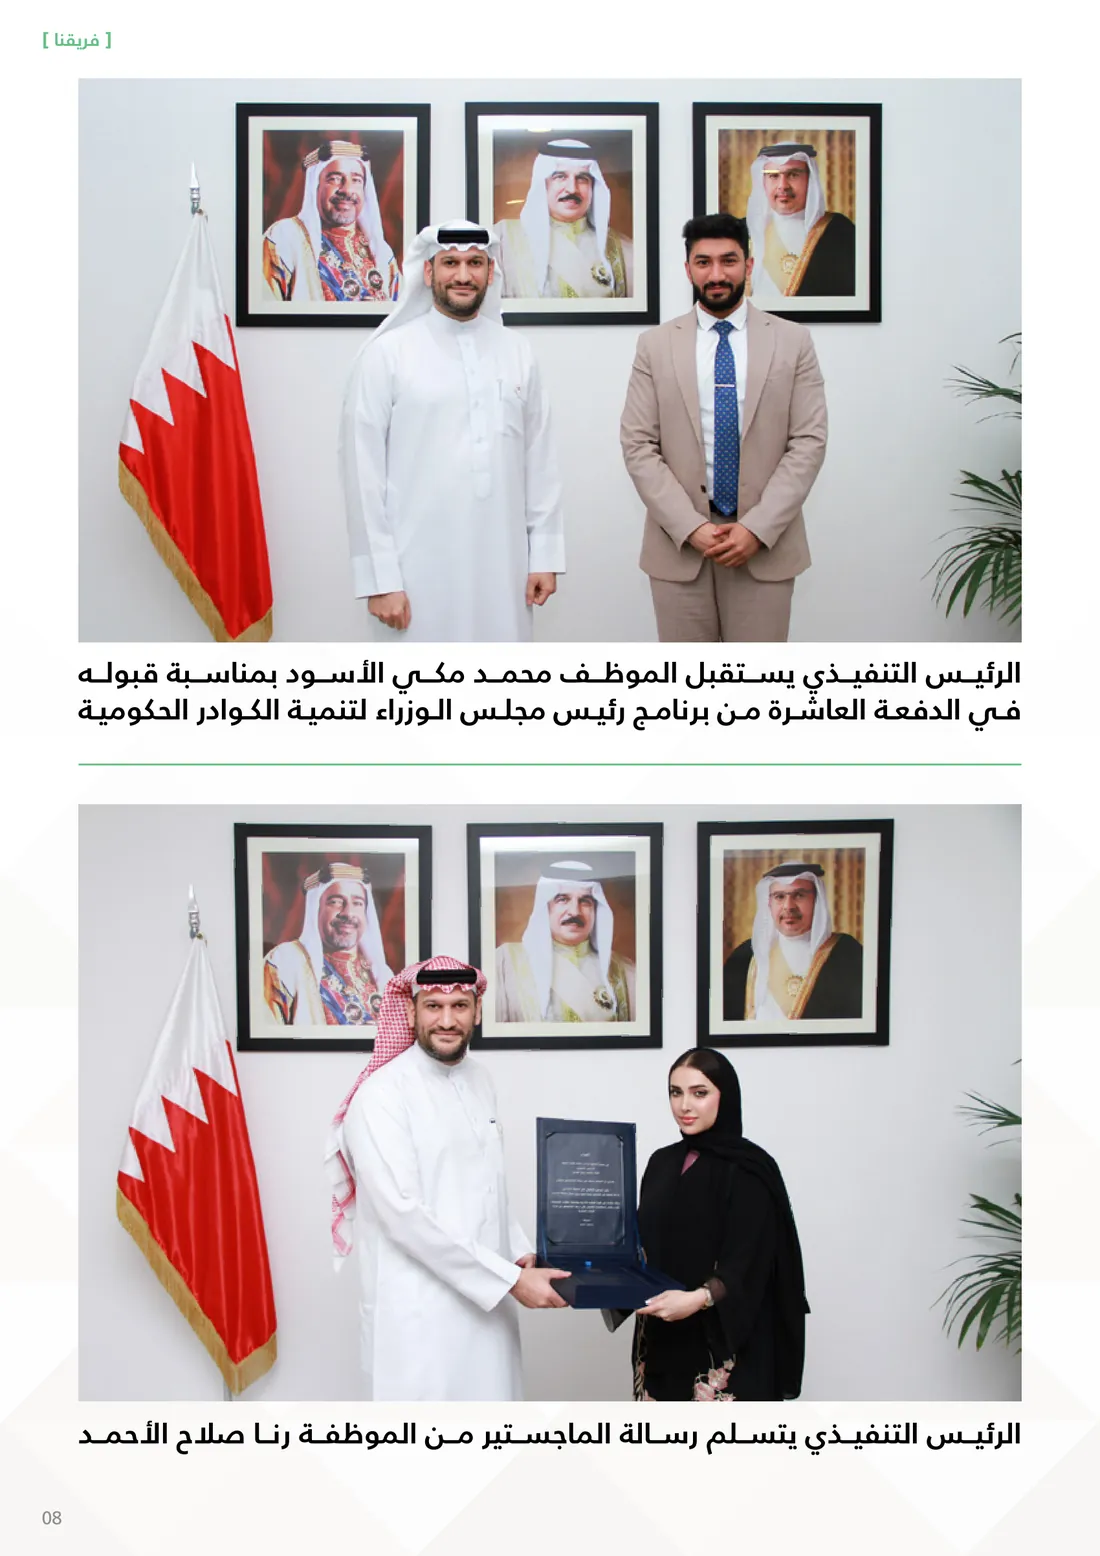 [ فريقنا ]
الرئيس التنفيذي يستقبل الموظف محمد مكي الأسود بمناسبة قبوله
في الدفعة العاشرة من برنامج رئيس مجلس الوزراء لتنمية الكوادر الحكومية
الرئيس التنفيذي يتسلم رسالة الماجستير من الموظفة رنا صلاح الأحمد
08